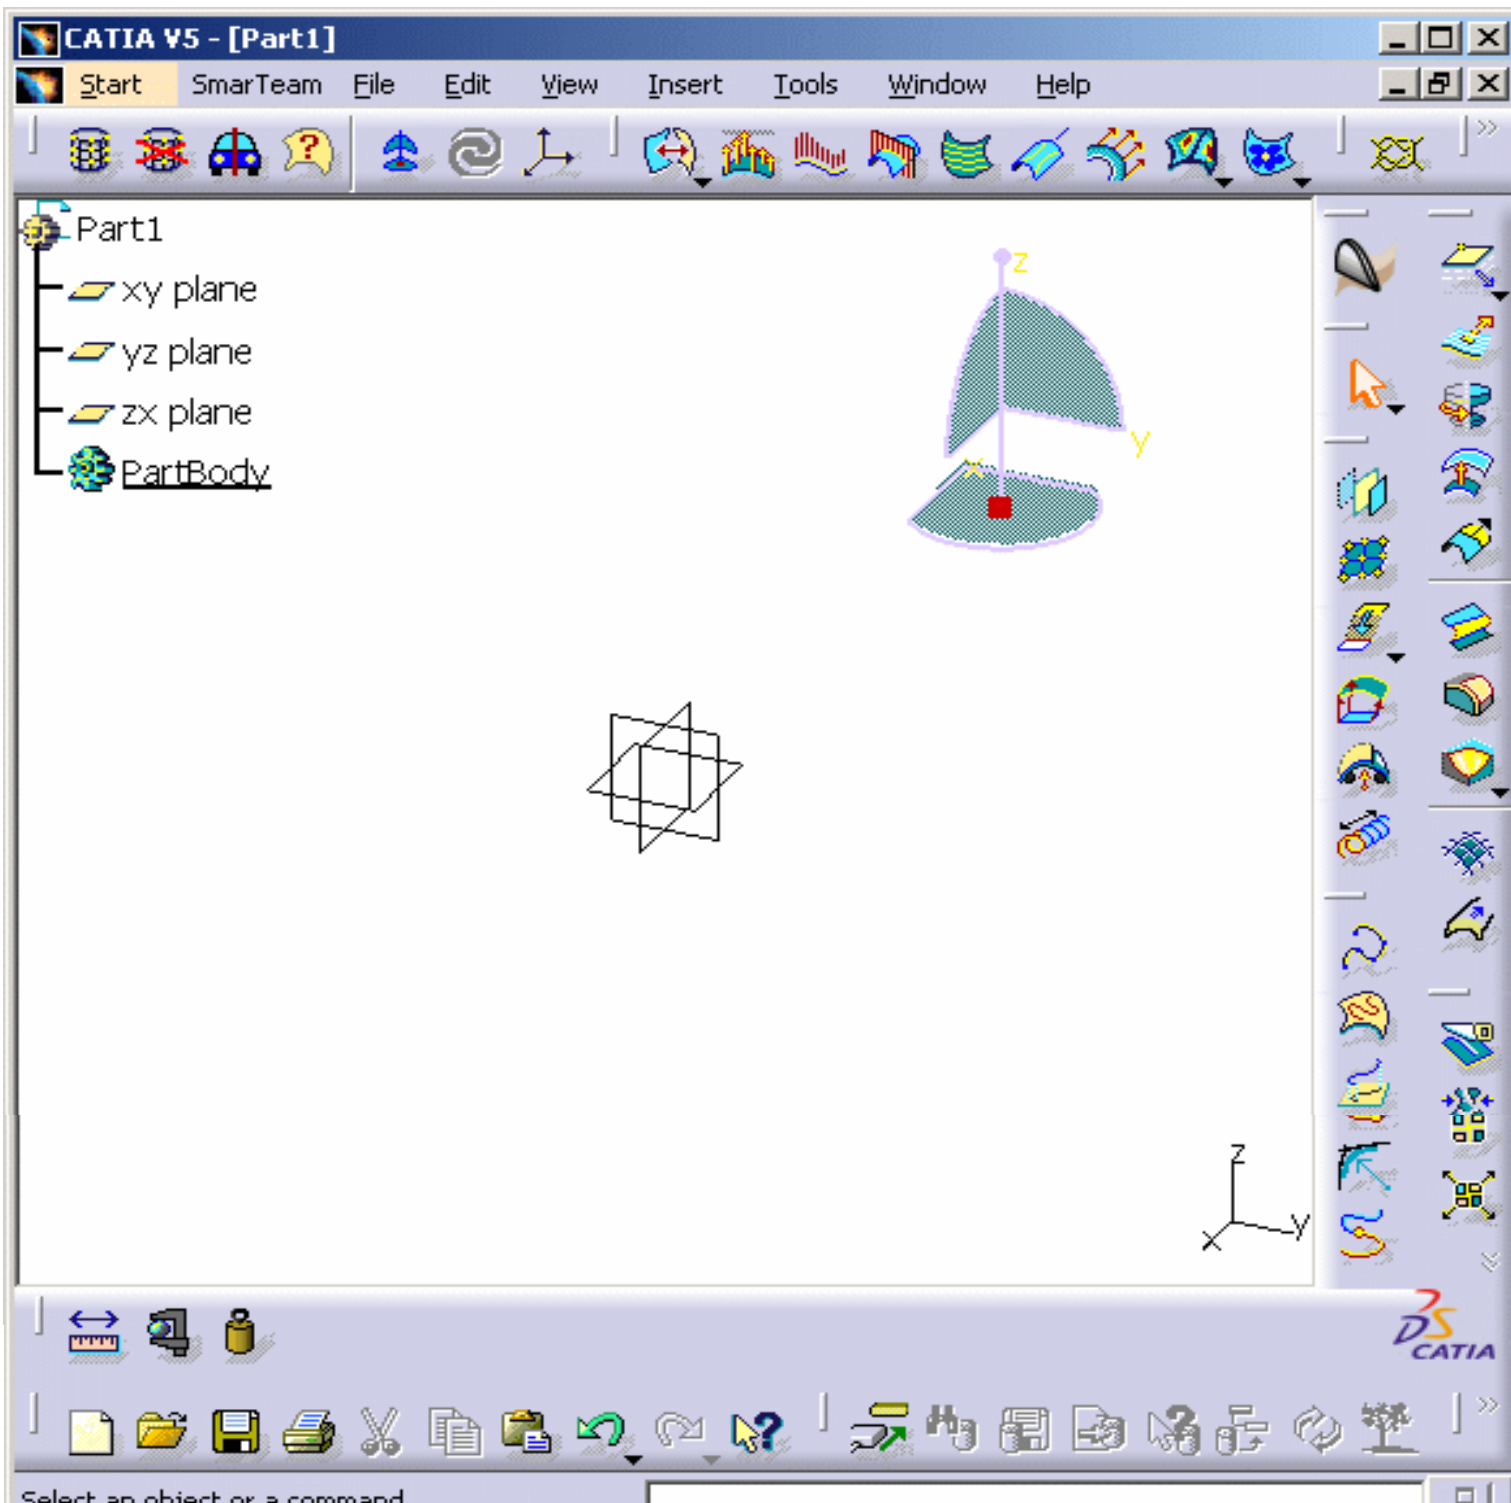 CATIA V5 - [Part1]
Start SmarTeam File Edit View Insert Tools Window Help
Part1
xy plane
yz plane
zx plane
PartBody
z
y
x
z
y
x
DS
CATIA
Select an object or a command